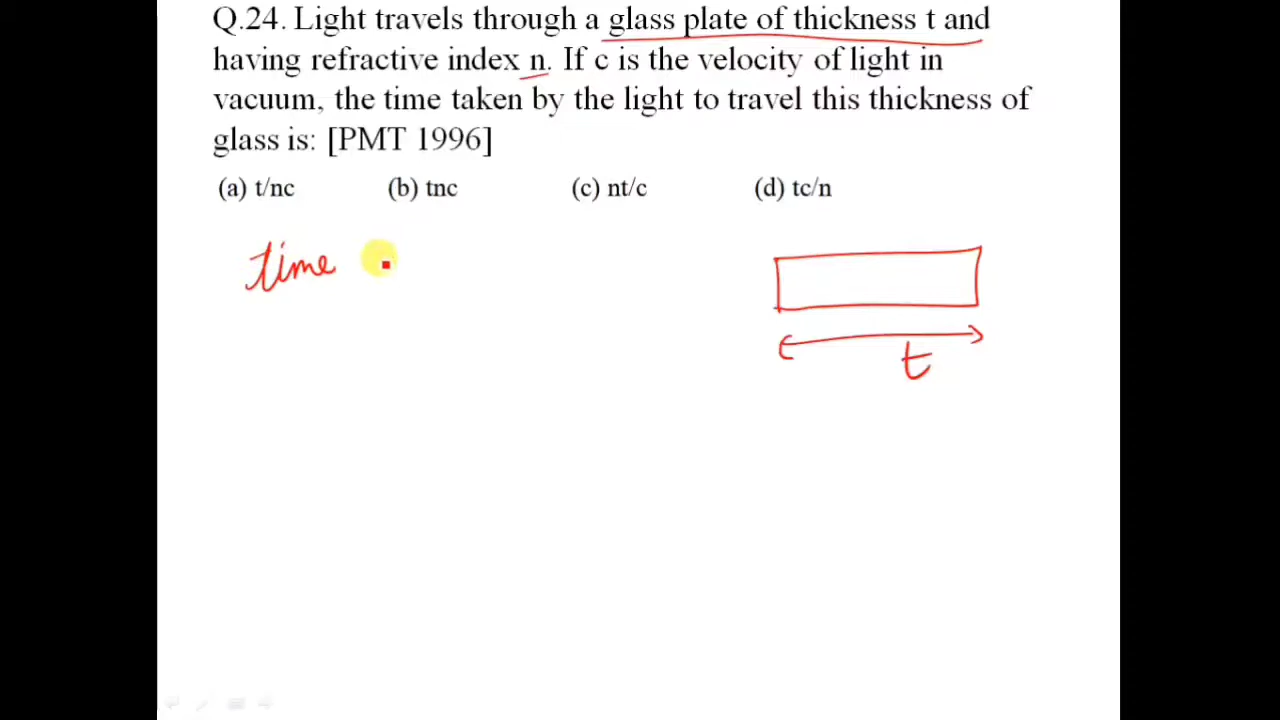 Q.24. Light travels through a glass plate of thickness t and
having refractive index n. If c is the velocity of light in
vacuum, the time taken by the light to travel this thickness of
glass is: [PMT 1996]
(a) t/nc (b) tnc (c) nt/c (d) tc/n
time
t